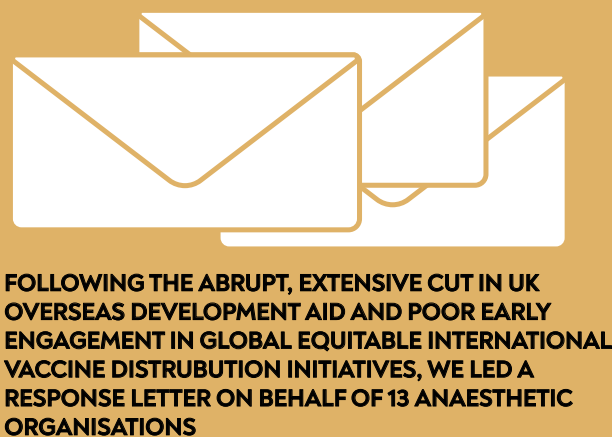 FOLLOWING THE ABRUPT, EXTENSIVE CUT IN UK
OVERSEAS DEVELOPMENT AID AND POOR EARLY
ENGAGEMENT IN GLOBAL EQUITABLE INTERNATIONAL
VACCINE DISTRUBUTION INITIATIVES, WE LED A
RESPONSE LETTER ON BEHALF OF 13 ANAESTHETIC
ORGANISATIONS